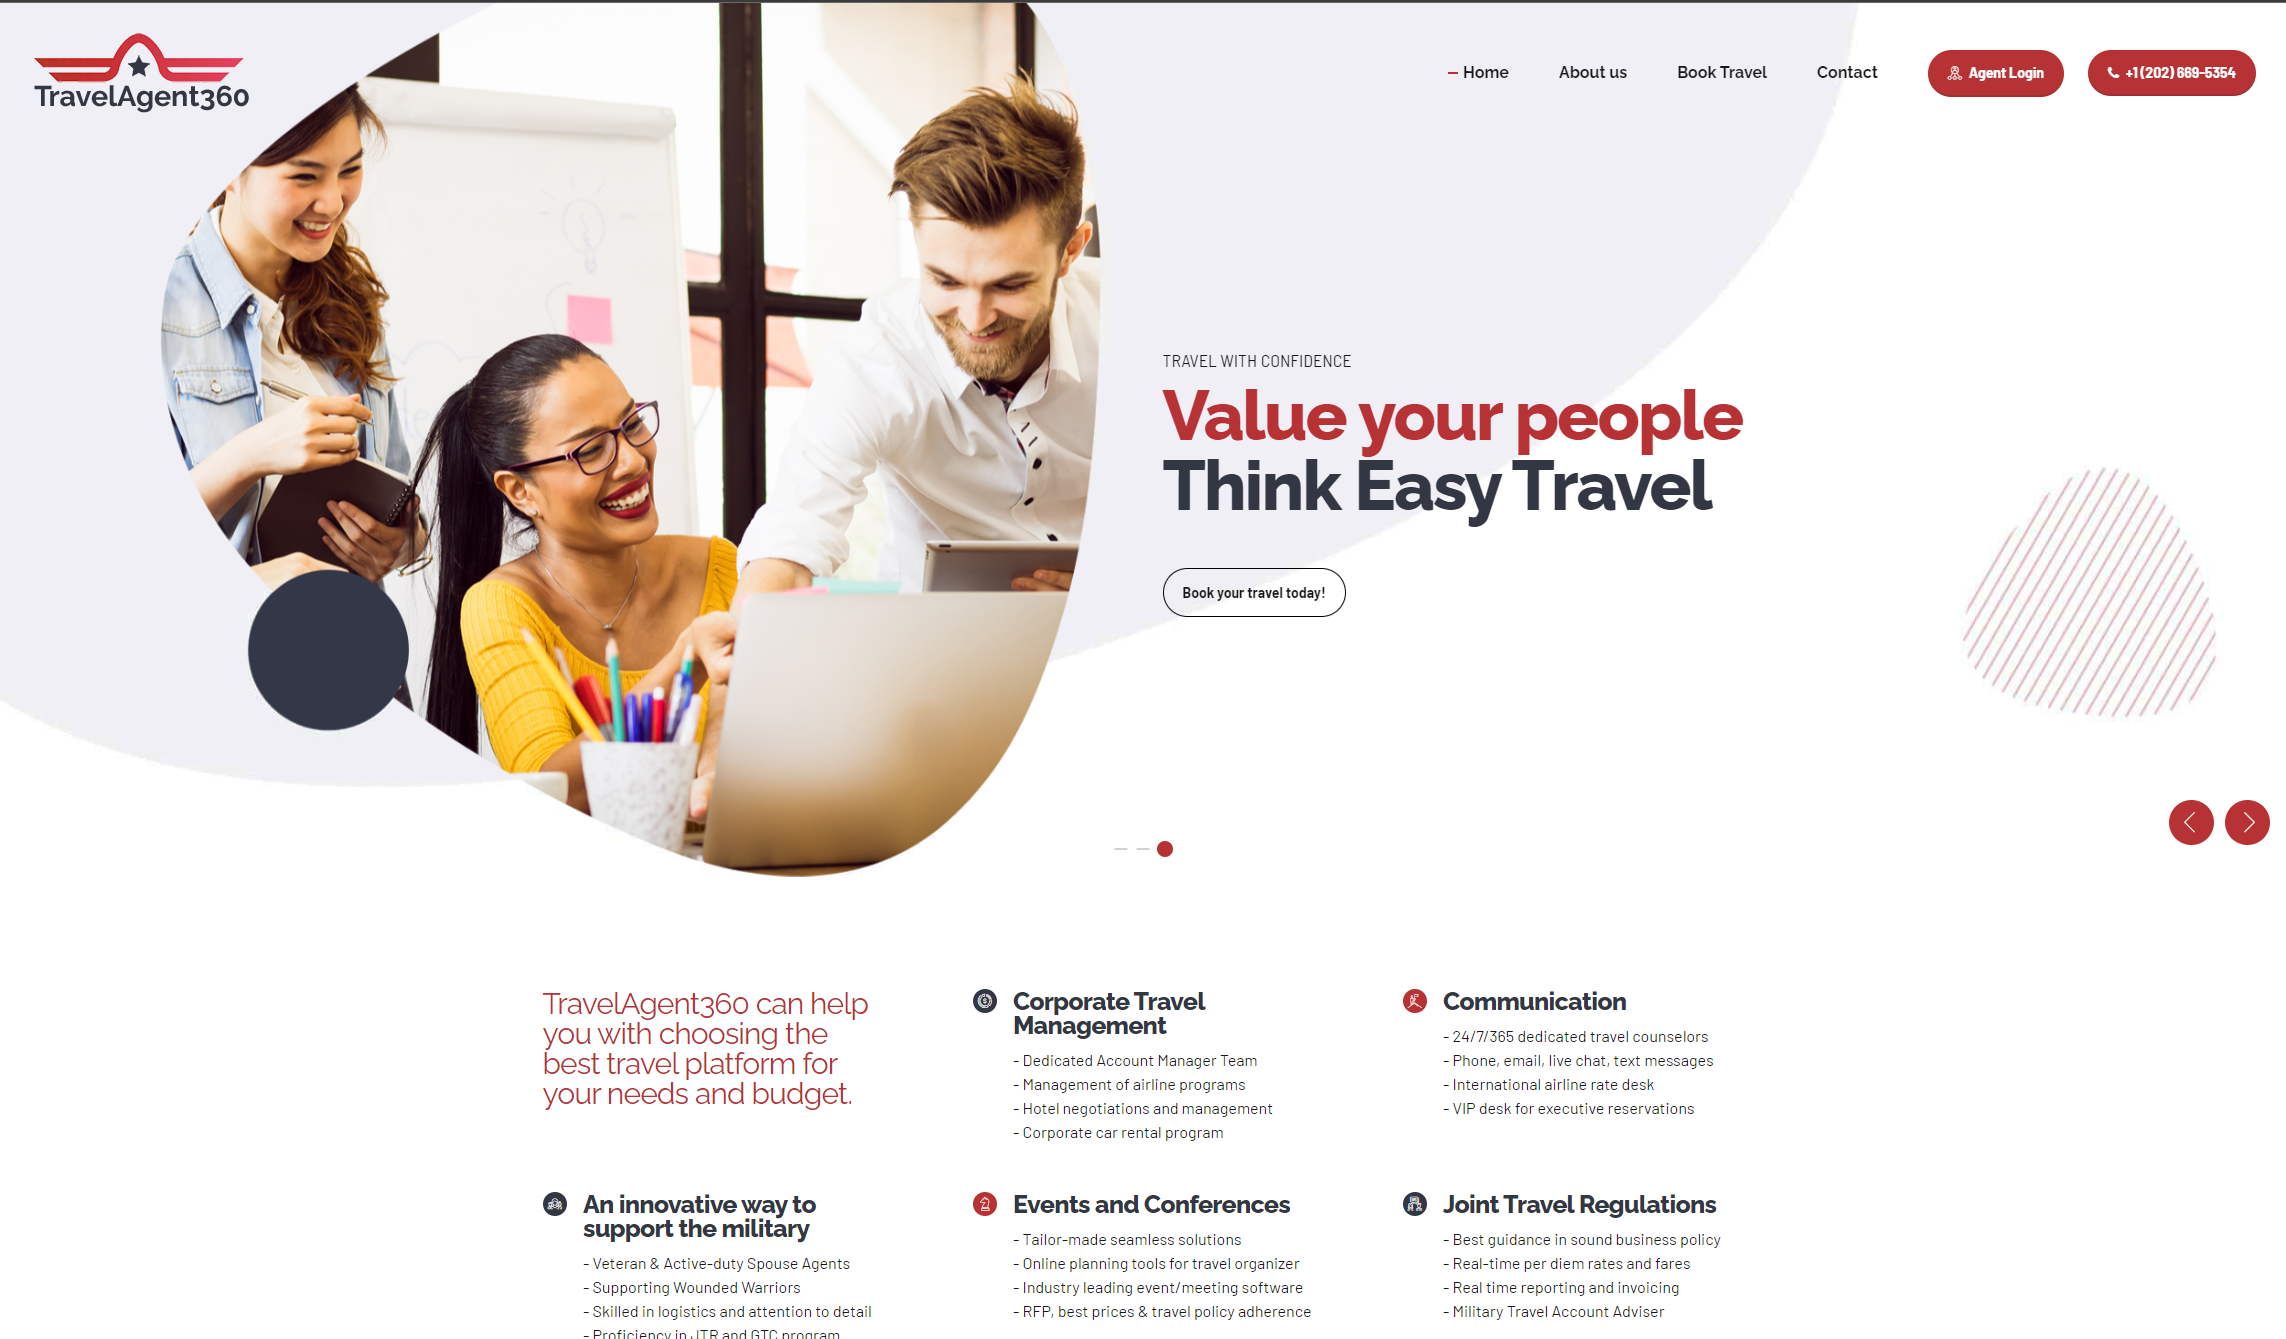 TravelAgent360
Home
About us
Book Travel
Contact
Agent Login
+1 (202) 669-5354
TRAVEL WITH CONFIDENCE
Value your people
Think Easy Travel
Book your travel today!
TravelAgent360 can help
you with choosing the
best travel platform for
your needs and budget.
Corporate Travel
Management
- Dedicated Account Manager Team
- Management of airline programs
- Hotel negotiations and management
- Corporate car rental program
Communication
- 24/7/365 dedicated travel counselors
- Phone, email, live chat, text messages
- International airline rate desk
- VIP desk for executive reservations
An innovative way to
support the military
- Veteran & Active-duty Spouse Agents
- Supporting Wounded Warriors
- Skilled in logistics and attention to detail
- Proficiency in JTR and GTC program
Events and Conferences
- Tailor-made seamless solutions
- Online planning tools for travel organizer
- Industry leading event/meeting software
- RFP, best prices & travel policy adherence
Joint Travel Regulations
- Best guidance in sound business policy
- Real-time per diem rates and fares
- Real time reporting and invoicing
- Military Travel Account Adviser